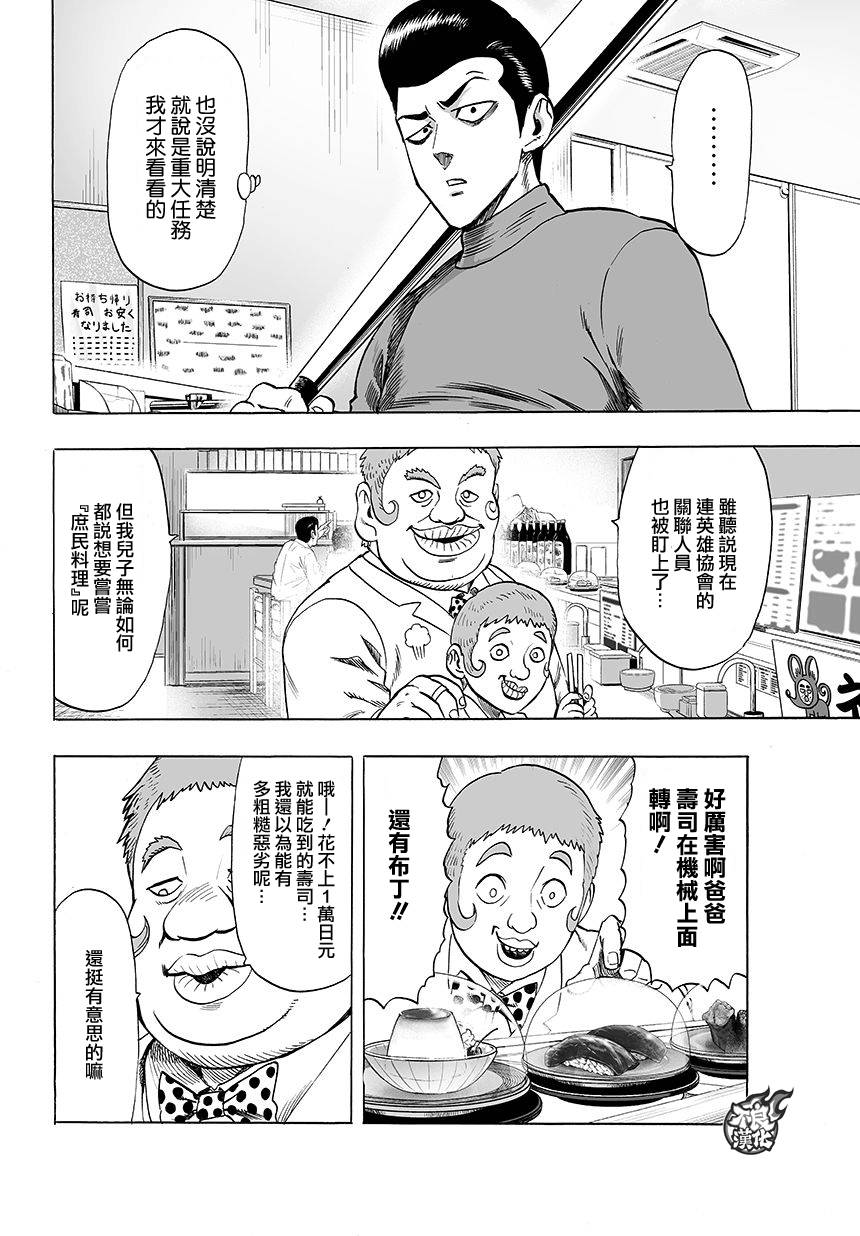 ………
也沒說明清楚
就說是重大任務
我才來看看的
お持ち帰り
寿司 お安く
なりました
雖聽説現在
連英雄協會的
關聯人員
也被盯上了…
但我兒子無論如何
都说想要嘗嘗
『庶民料理』呢
好厲害啊爸爸
壽司在機械上面
轉啊！
還有布丁!!
哦—！花不上1萬日元
就能吃到的壽司…
我還以為能有
多粗糙惡劣呢…
還挺有意思的嘛
不良
漢化